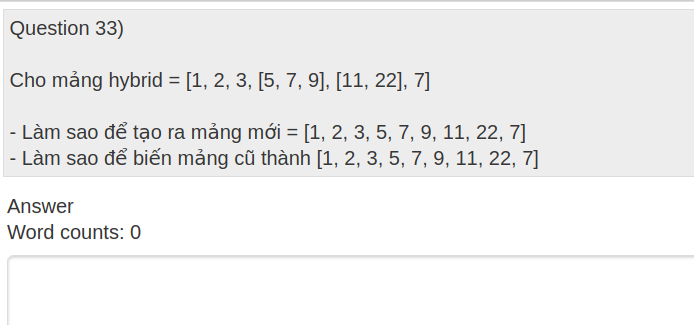 Question 33)
Cho mảng hybrid = [1, 2, 3, [5, 7, 9], [11, 22], 7]
- Làm sao để tạo ra mảng mới = [1, 2, 3, 5, 7, 9, 11, 22, 7]
- Làm sao để biến mảng cũ thành [1, 2, 3, 5, 7, 9, 11, 22, 7]
Answer
Word counts: 0